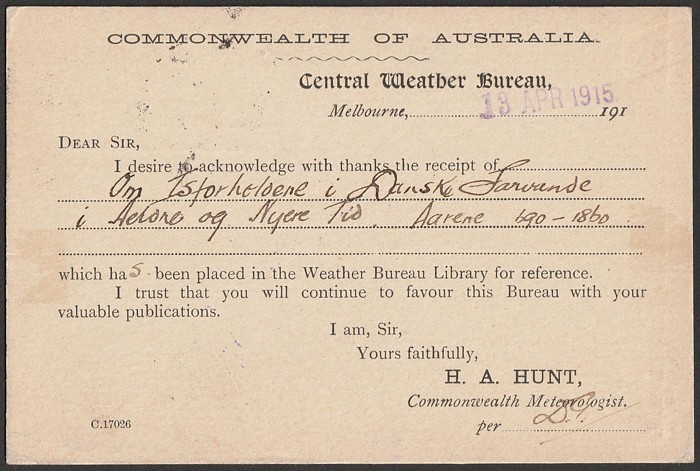 COMMONWEALTH OF AUSTRALIA.
Central Weather Bureau,
Melbourne, 13 APR 1915 191
DEAR SIR,
I desire to acknowledge with thanks the receipt of
Om Isforholdene i Danske Farvande
i Aeldre og Nyere Tid. Aarene 690-1860
which has been placed in the Weather Bureau Library for reference.
I trust that you will continue to favour this Bureau with your
valuable publications.
I am, Sir,
Yours faithfully,
H. A. HUNT,
Commonwealth Meteorologist.
C.17026
per